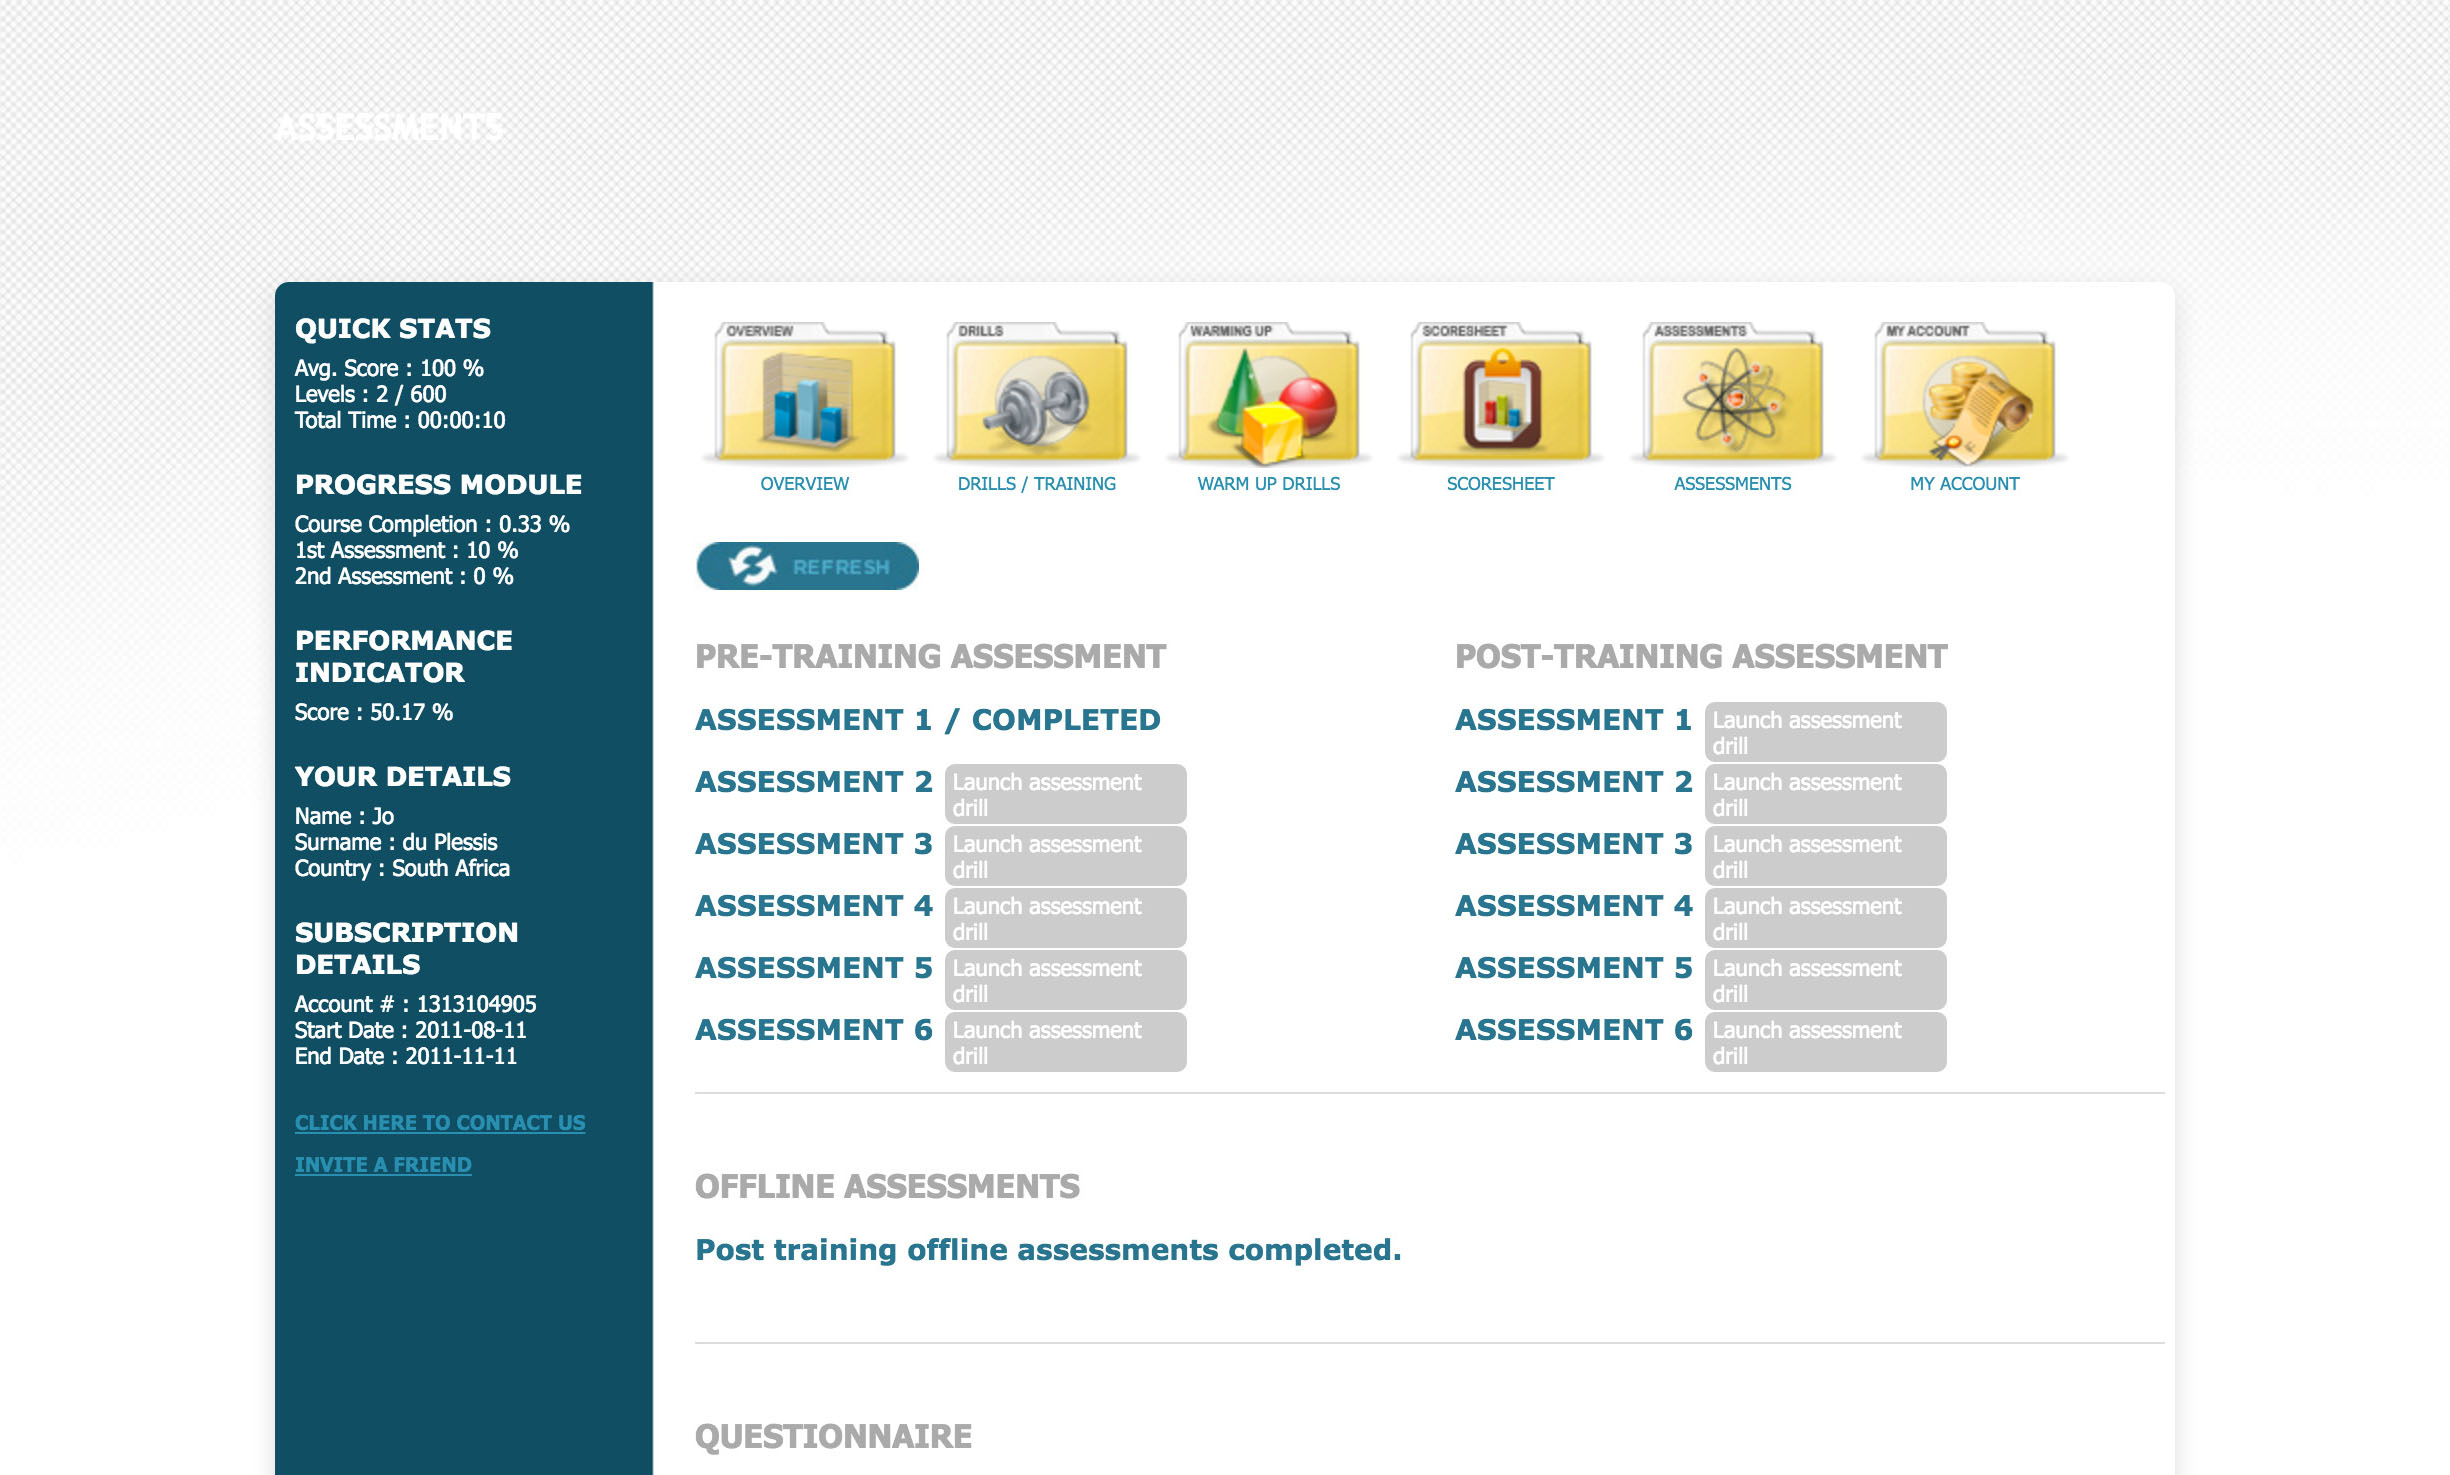 ASSESSMENTS
QUICK STATS
Avg. Score : 100 %
Levels : 2 / 600
Total Time : 00:00:10
PROGRESS MODULE
Course Completion : 0.33 %
1st Assessment : 10 %
2nd Assessment : 0 %
PERFORMANCE
INDICATOR
Score : 50.17 %
YOUR DETAILS
Name : Jo
Surname : du Plessis
Country : South Africa
SUBSCRIPTION
DETAILS
Account # : 1313104905
Start Date : 2011-08-11
End Date : 2011-11-11
CLICK HERE TO CONTACT US
INVITE A FRIEND
OVERVIEW
DRILLS
WARMING UP
SCORESHEET
ASSESSMENTS
MY ACCOUNT
OVERVIEW
DRILLS / TRAINING
WARM UP DRILLS
SCORESHEET
ASSESSMENTS
MY ACCOUNT
REFRESH
PRE-TRAINING ASSESSMENT
ASSESSMENT 1 / COMPLETED
ASSESSMENT 2 Launch assessment
drill
ASSESSMENT 3 Launch assessment
drill
ASSESSMENT 4 Launch assessment
drill
ASSESSMENT 5 Launch assessment
drill
ASSESSMENT 6 Launch assessment
drill
POST-TRAINING ASSESSMENT
ASSESSMENT 1 Launch assessment
drill
ASSESSMENT 2 Launch assessment
drill
ASSESSMENT 3 Launch assessment
drill
ASSESSMENT 4 Launch assessment
drill
ASSESSMENT 5 Launch assessment
drill
ASSESSMENT 6 Launch assessment
drill
OFFLINE ASSESSMENTS
Post training offline assessments completed.
QUESTIONNAIRE